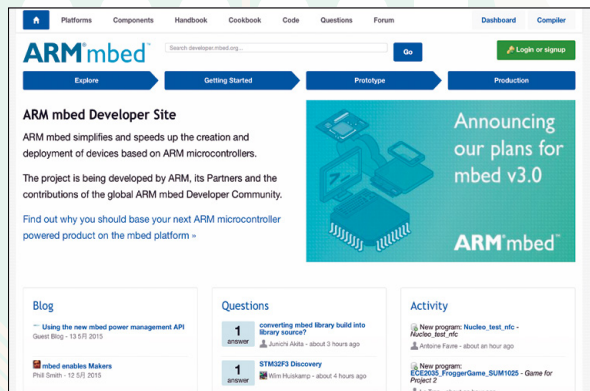 Platforms Components Handbook Cookbook Code Questions Forum Dashboard Compiler
ARM®mbed™
Search developer.mbed.org...
Go
Login or signup
Explore
Getting Started
Prototype
Production
ARM mbed Developer Site
ARM mbed simplifies and speeds up the creation and
deployment of devices based on ARM microcontrollers.
The project is being developed by ARM, its Partners and the
contributions of the global ARM mbed Developer Community.
Find out why you should base your next ARM microcontroller
powered product on the mbed platform »
Announcing
our plans for
mbed v3.0
ARM®mbed™
Blog
Using the new mbed power management API
Guest Blog - 13 5月 2015
mbed enables Makers
Phill Smith - 12 5月 2015
Questions
1
answer
converting mbed library build into
library source?
Junichi Akita - about 3 hours ago
1
answer
STM32F3 Discovery
Wim Huiskamp - about 4 hours ago
Activity
New program: Nucleo_test_nfc -
Nucleo_test_nfc
Antoine Favre - about an hour ago
New program:
ECE2035_FroggerGame_SUM1025 - Game for
Project 2